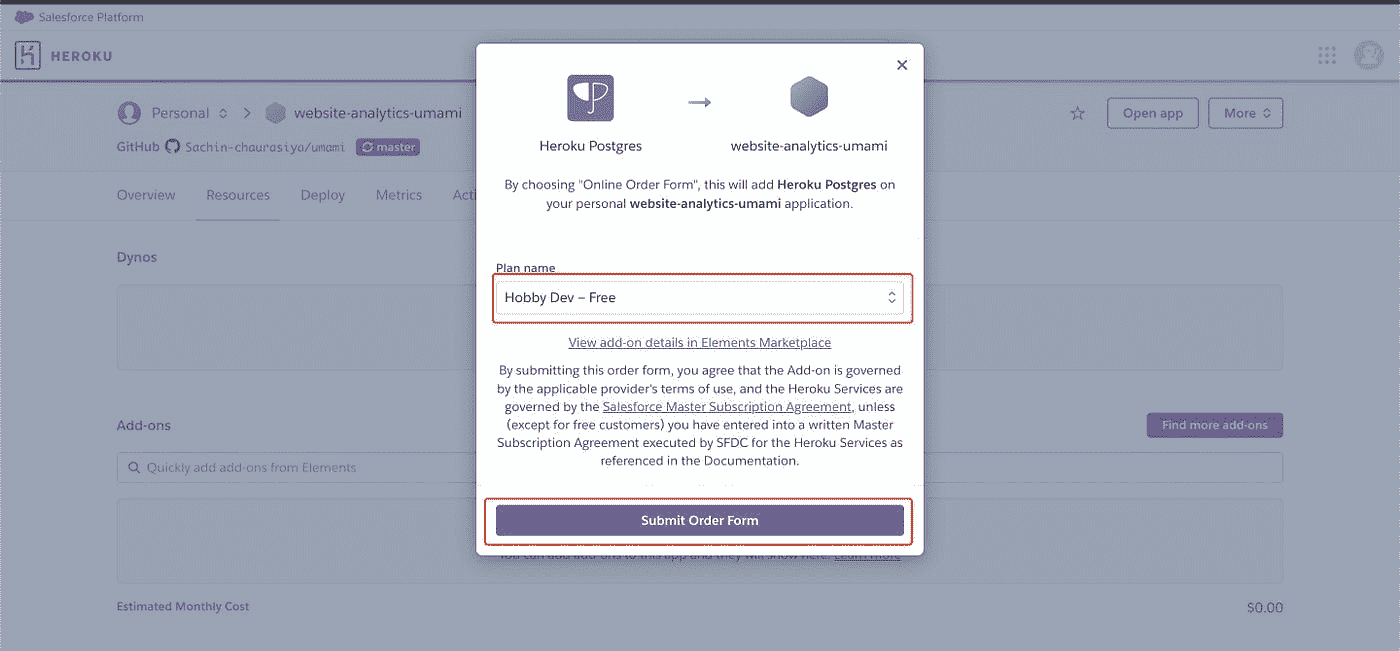 Salesforce Platform
HEROKU
Personal
website-analytics-umami
Open app
More
GitHub Sachin-chaurasiya/umami master
Overview
Resources
Deploy
Metrics
Acti
Dynos
Add-ons
Find more add-ons
Quickly add add-ons from Elements
Estimated Monthly Cost
$0.00
Heroku Postgres
website-analytics-umami
By choosing "Online Order Form", this will add Heroku Postgres on
your personal website-analytics-umami application.
Plan name
Hobby Dev – Free
View add-on details in Elements Marketplace
By submitting this order form, you agree that the Add-on is governed
by the applicable provider's terms of use, and the Heroku Services are
governed by the Salesforce Master Subscription Agreement, unless
(except for free customers) you have entered into a written Master
Subscription Agreement executed by SFDC for the Heroku Services as
referenced in the Documentation.
Submit Order Form
You can add add-ons to this app and they will show here. Learn more